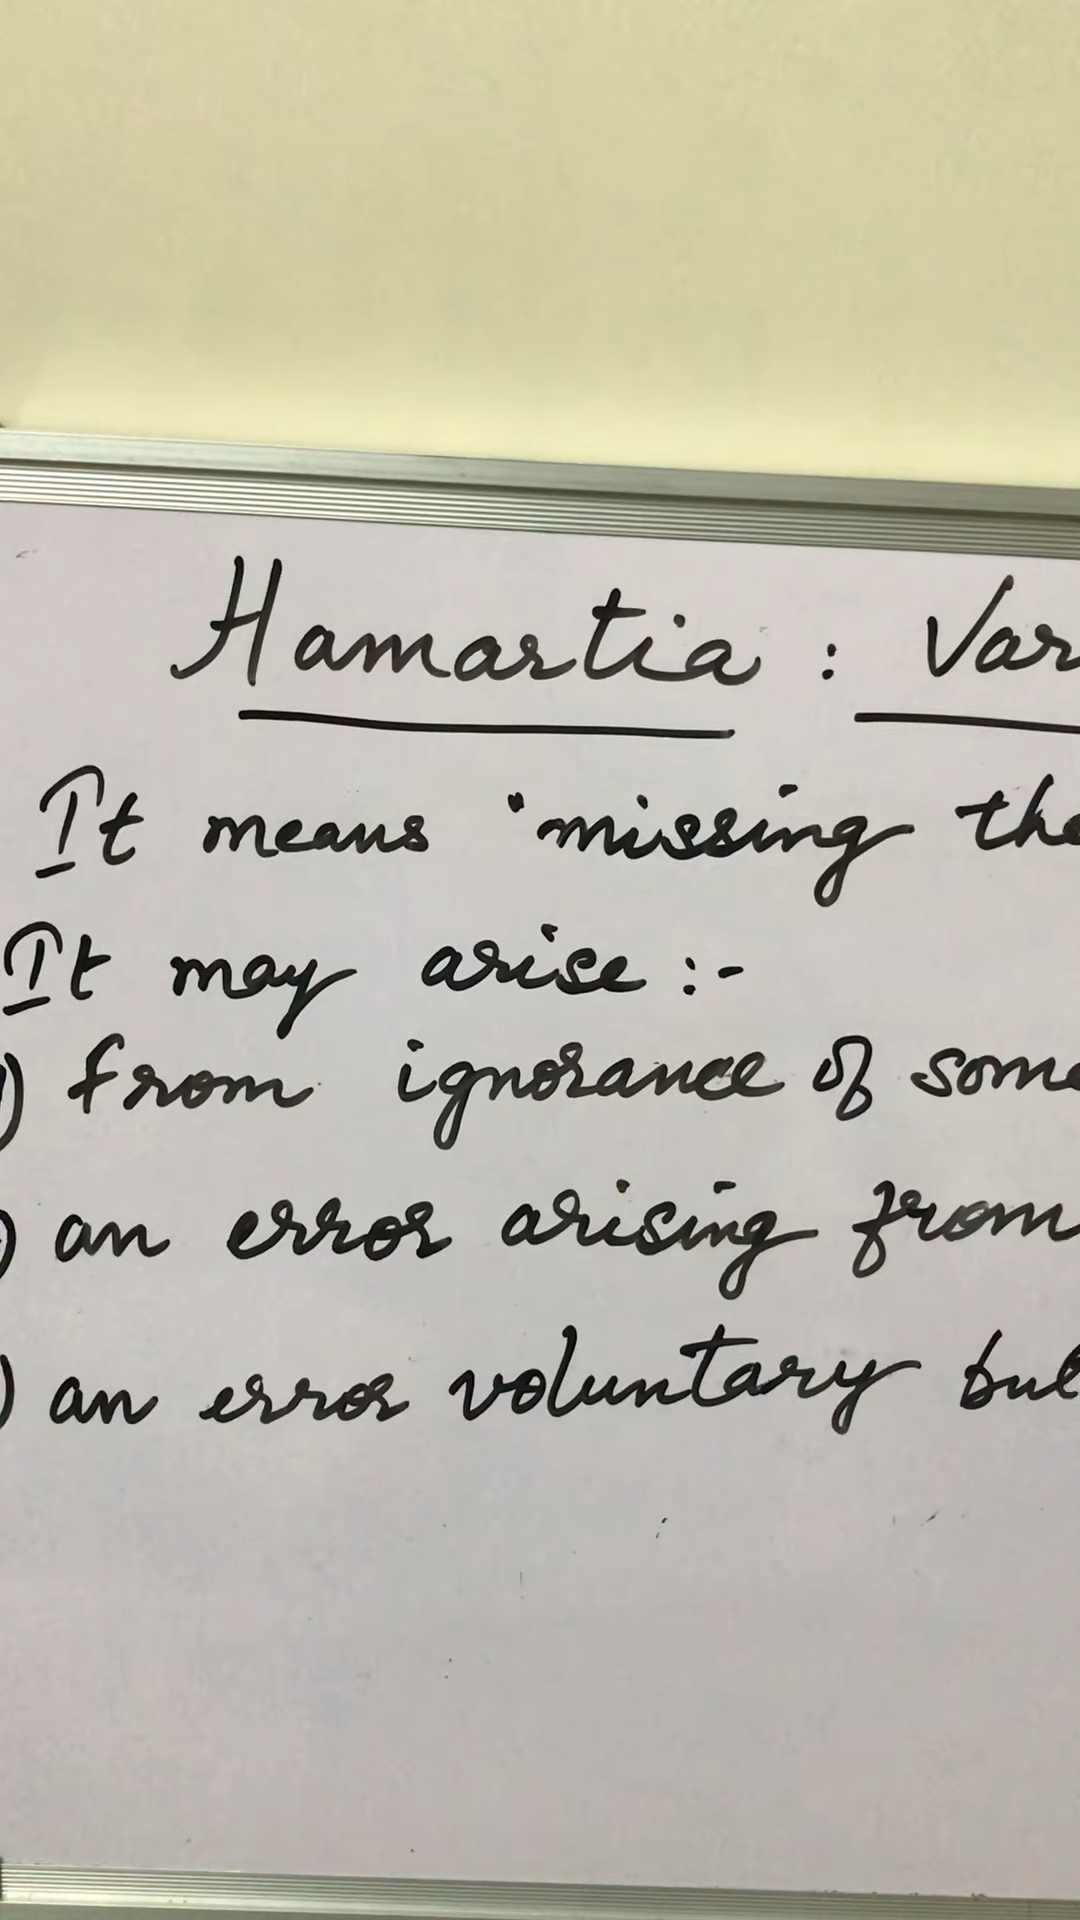 Hamartia : Var
It means 'missing the
It may arise :-
) from ignorance of some
) an error arising from
) an error voluntary but